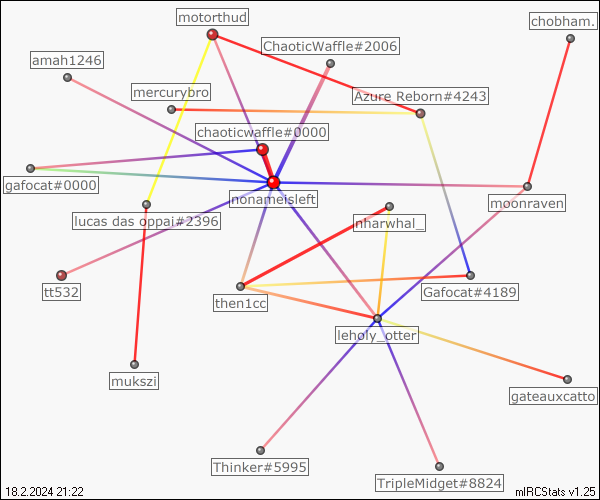 motorthud
chobham.
ChaoticWaffle#2006
amah1246
mercurybro
Azure Reborn#4243
chaoticwaffle#0000
gafocat#0000
nonameisleft
moonraven
lucas das oppai#2396
nharwhal_
tt532
then1cc
Gafocat#4189
leholy_otter
mukszi
gateauxcatto
Thinker#5995
TripleMidget#8824
18.2.2024 21:22
mIRCStats v1.25